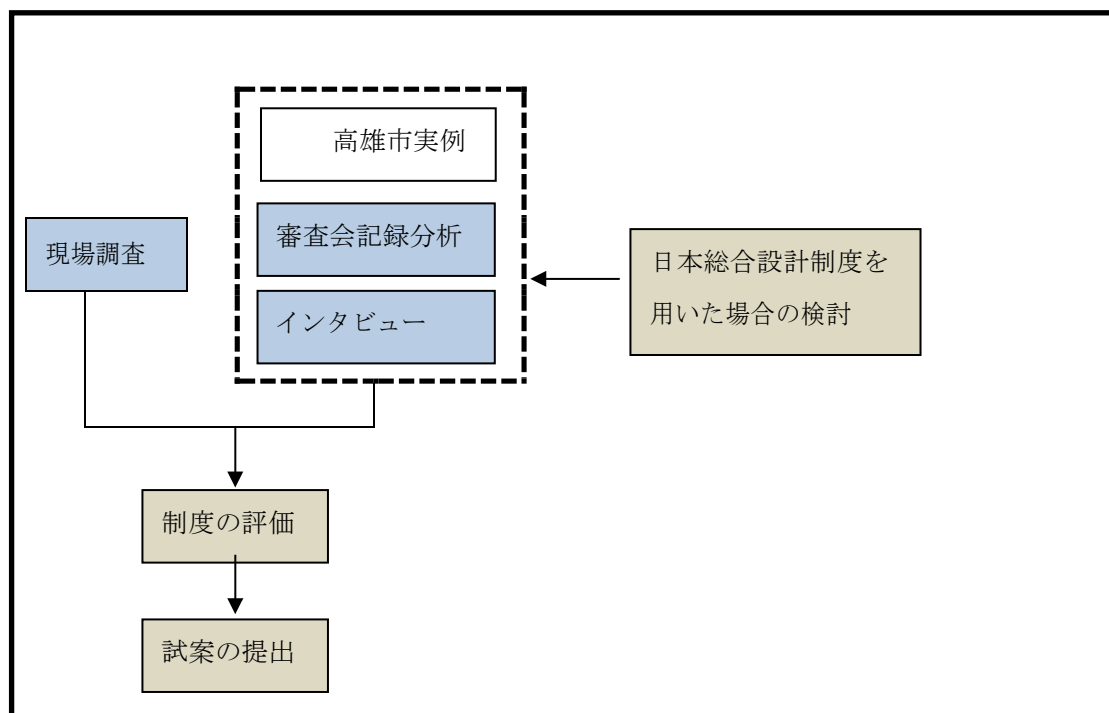 高雄市実例
審査会記録分析
インタビュー
現場調査
日本総合設計制度を
用いた場合の検討
制度の評価
試案の提出